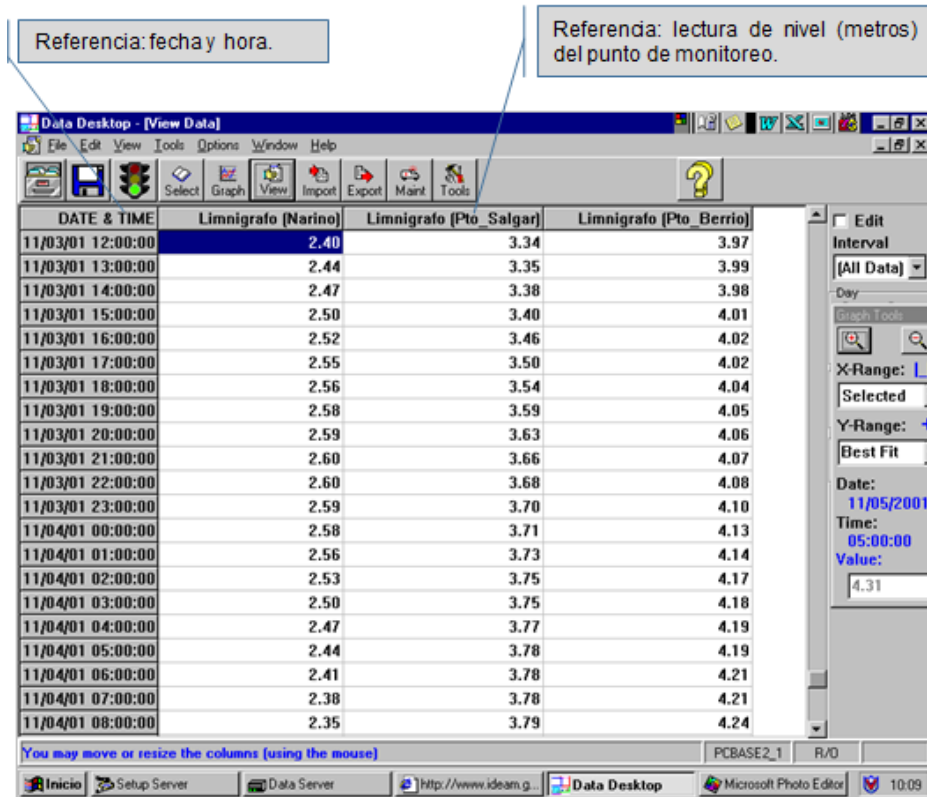 Referencia: fecha y hora.
Referencia: lectura de nivel (metros)
del punto de monitoreo.
Data Desktop - [View Data]
File Edit View Tools Options Window Help
Select Graph View Import Export Maint Tools
DATE & TIME Limnigrafo (Narino) Limnigrafo (Pto_Salgar) Limnigrafo (Pto_Berrio)
11/03/01 12:00:00 2.40 3.34 3.97
11/03/01 13:00:00 2.44 3.35 3.99
11/03/01 14:00:00 2.47 3.38 3.98
11/03/01 15:00:00 2.50 3.40 4.01
11/03/01 16:00:00 2.52 3.46 4.02
11/03/01 17:00:00 2.55 3.50 4.02
11/03/01 18:00:00 2.56 3.54 4.04
11/03/01 19:00:00 2.58 3.59 4.05
11/03/01 20:00:00 2.59 3.63 4.06
11/03/01 21:00:00 2.60 3.66 4.07
11/03/01 22:00:00 2.60 3.68 4.08
11/03/01 23:00:00 2.59 3.70 4.10
11/04/01 00:00:00 2.58 3.71 4.13
11/04/01 01:00:00 2.56 3.73 4.14
11/04/01 02:00:00 2.53 3.75 4.17
11/04/01 03:00:00 2.50 3.75 4.18
11/04/01 04:00:00 2.47 3.77 4.19
11/04/01 05:00:00 2.44 3.78 4.19
11/04/01 06:00:00 2.41 3.78 4.21
11/04/01 07:00:00 2.38 3.78 4.21
11/04/01 08:00:00 2.35 3.79 4.24
Edit
Interval
(All Data)
Day
Graph Tools
X-Range:
Selected
Y-Range:
Best Fit
Date:
11/05/2001
Time:
05:00:00
Value:
4.31
You may move or resize the columns (using the mouse) PCBASE2_1 R/O
Inicio Setup Server Data Server http://www.ideam.g... Data Desktop Microsoft Photo Editor 10:09